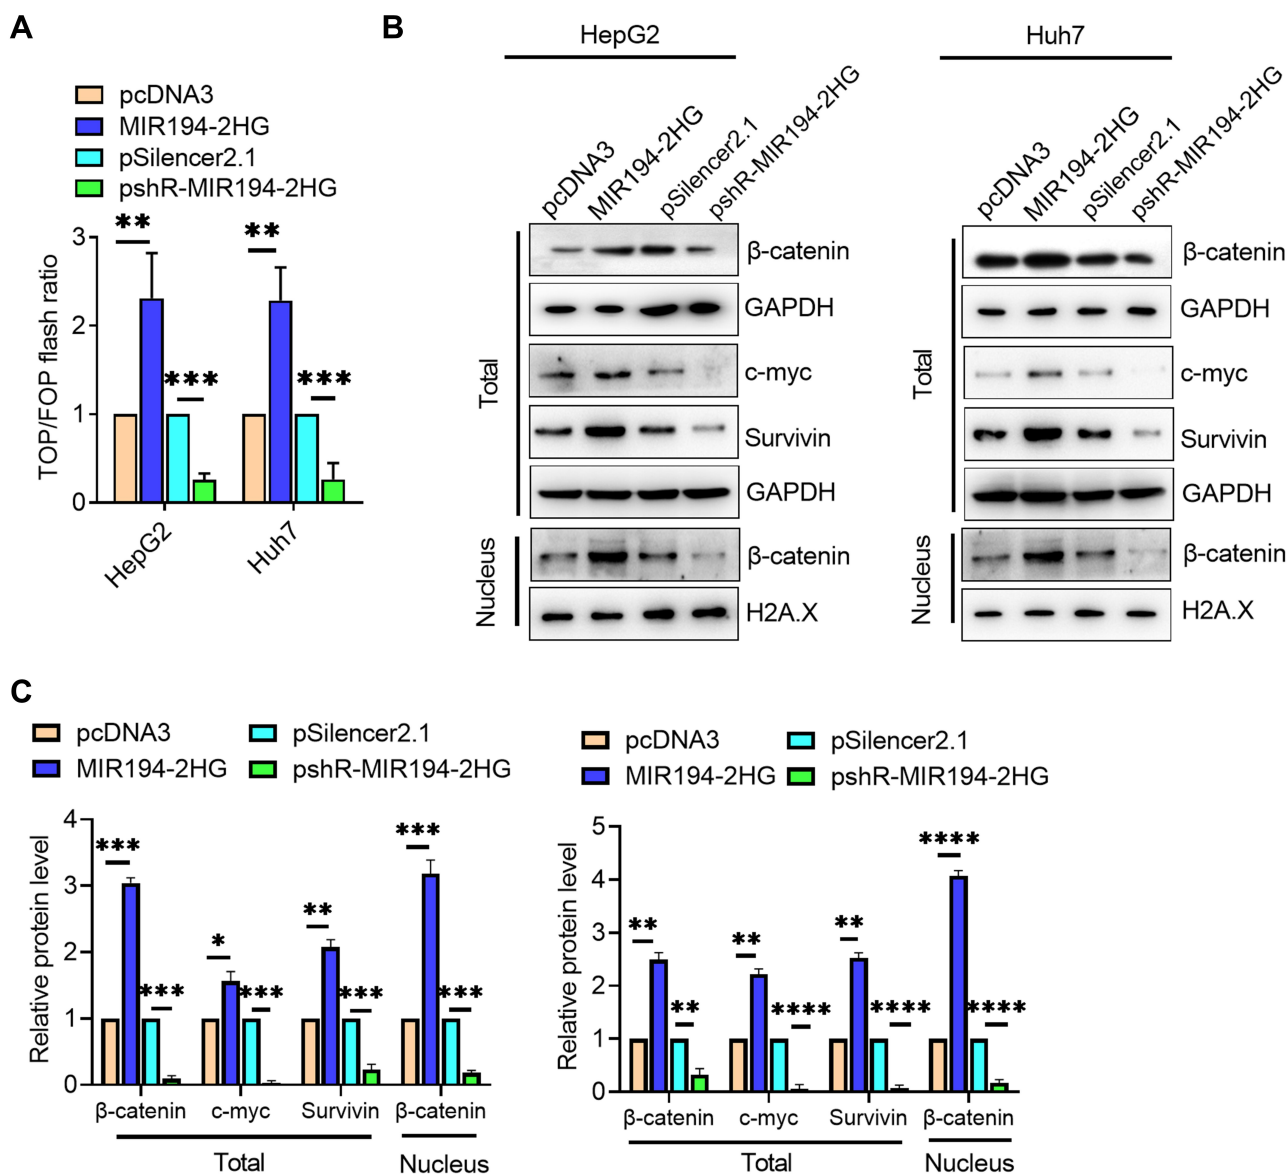 A
pcDNA3
MIR194-2HG
pSilencer2.1
pshR-MIR194-2HG
TOP/FOP flash ratio
3
2
1
0
**
***
**
***
HepG2
Huh7
B
HepG2
pcDNA3
MIR194-2HG
pSilencer2.1
pshR-MIR194-2HG
Total
β-catenin
GAPDH
c-myc
Survivin
GAPDH
Nucleus
β-catenin
H2A.X
Huh7
pcDNA3
MIR194-2HG
pSilencer2.1
pshR-MIR194-2HG
Total
β-catenin
GAPDH
c-myc
Survivin
GAPDH
Nucleus
β-catenin
H2A.X
C
pcDNA3
MIR194-2HG
pSilencer2.1
pshR-MIR194-2HG
Relative protein level
4
3
2
1
0
***
***
*
***
**
***
***
***
β-catenin
c-myc
Survivin
β-catenin
Total
Nucleus
pcDNA3
MIR194-2HG
pSilencer2.1
pshR-MIR194-2HG
Relative protein level
5
4
3
2
1
0
**
**
**
****
**
****
****
****
β-catenin
c-myc
Survivin
β-catenin
Total
Nucleus